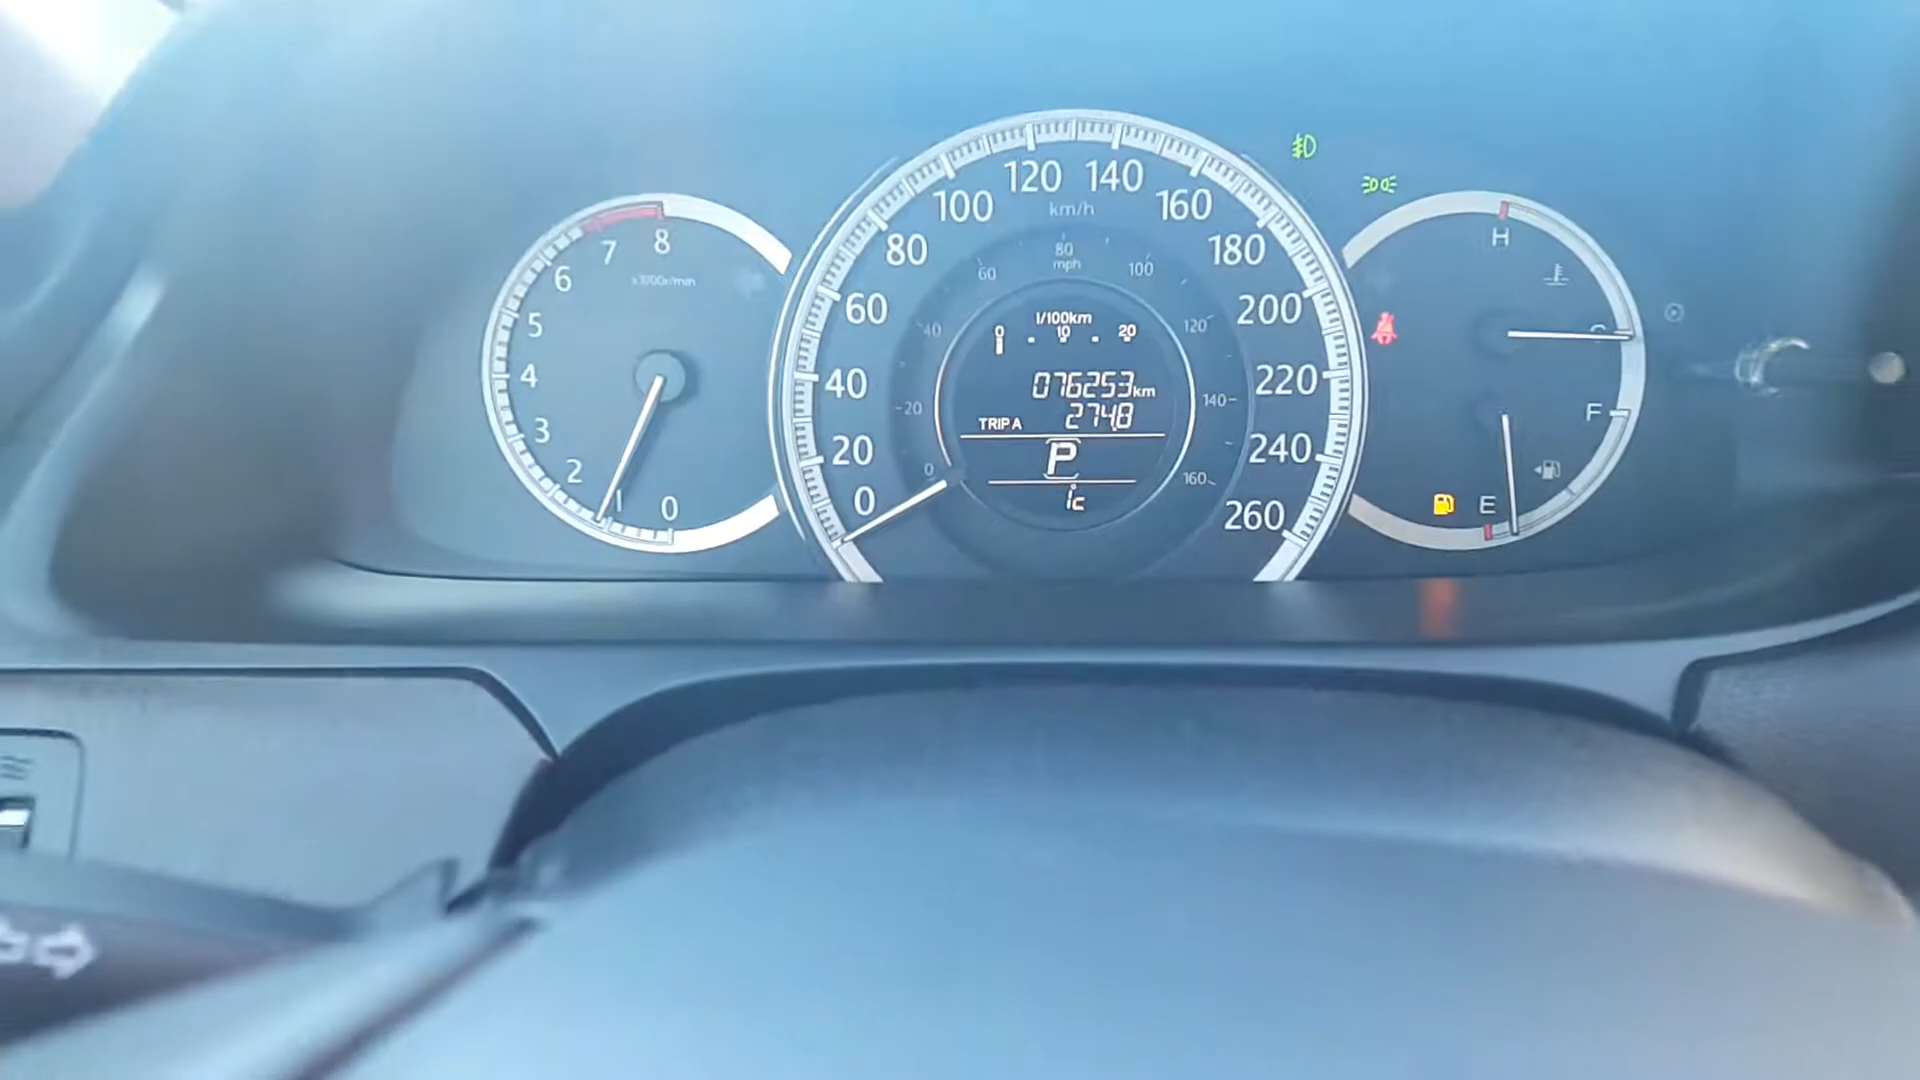 0 1 2 3 4 5 6 7 8
x1000r/min
0 20 40 60 80 100 120 140 160 180 200 220 240 260
km/h
0 20 40 60 80 100 120 140 160
mph
l/100km
0 10 20
076253km
TRIP A 274.8
P
1°c
H
C
F
E